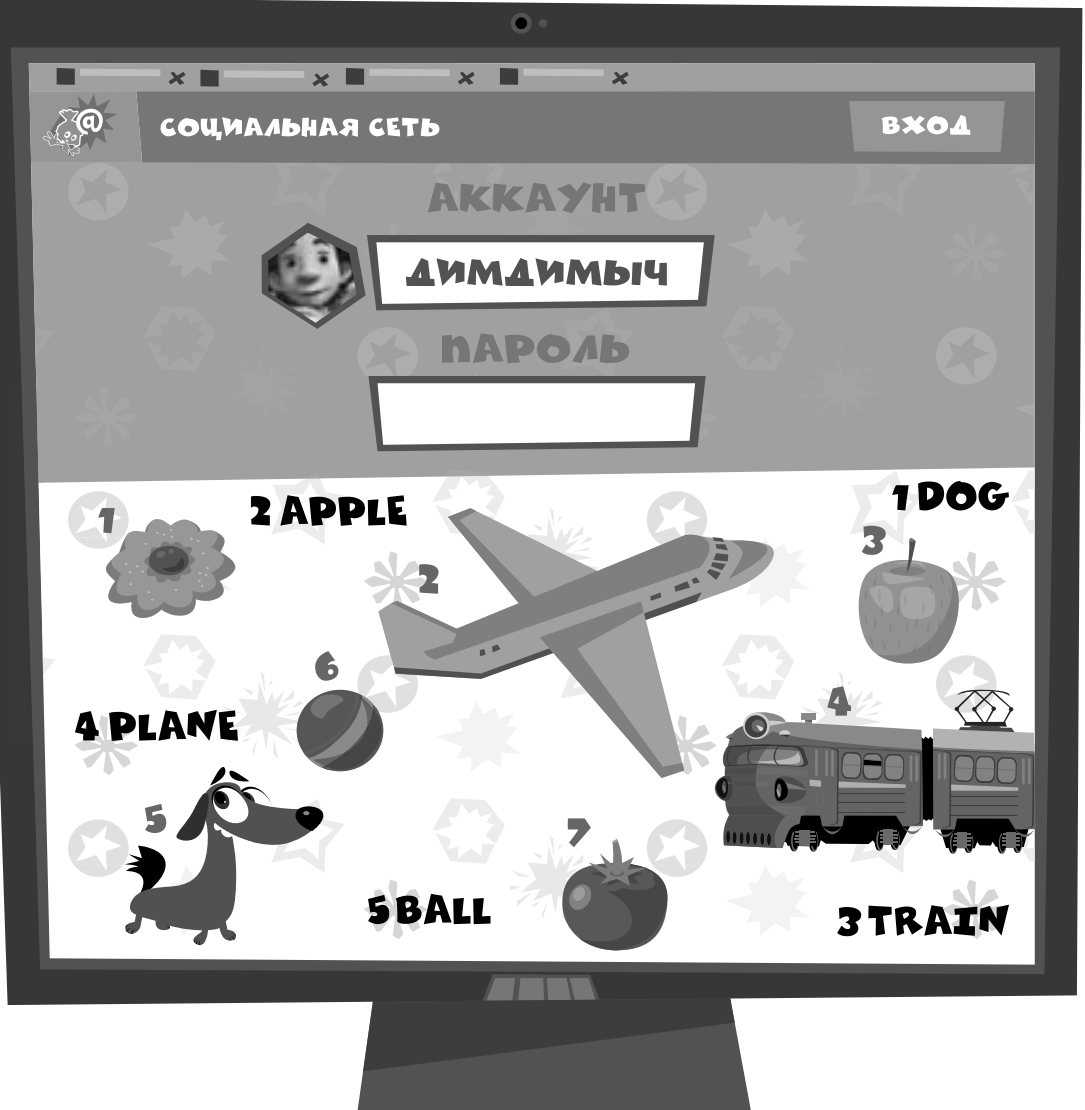 @
СОЦИАЛЬНАЯ СЕТЬ
ВХОД
АККАУНТ
ДИМДИМЫЧ
ПАРОЛЬ
2 APPLE
1 DOG
1
3
2
6
4 PLANE
4
5
7
5 BALL
3 TRAIN